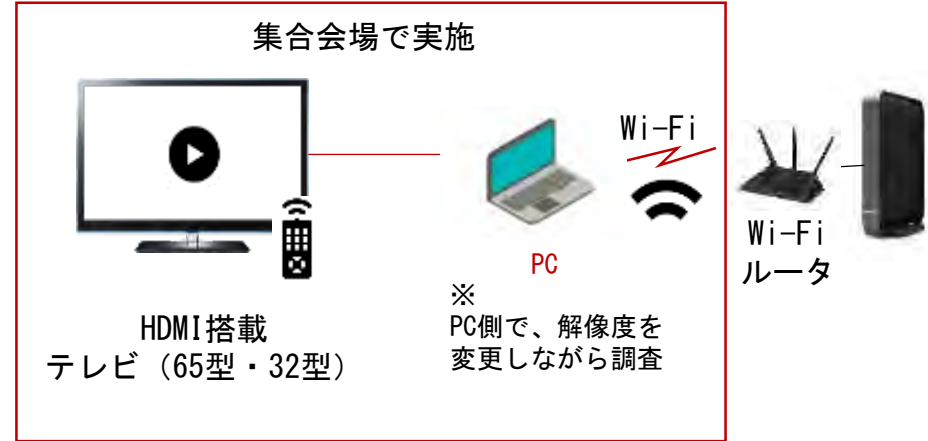 集合会場で実施
Wi-Fi
Wi-Fi
ルータ
PC
※
PC側で、解像度を
変更しながら調査
HDMI搭載
テレビ（65型・32型）